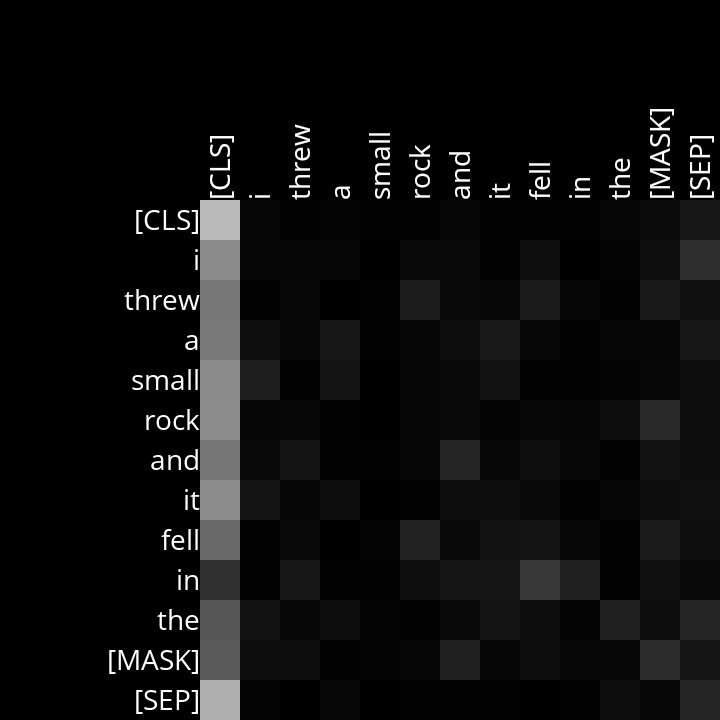 [CLS] i threw a small rock and it fell in the [MASK] [SEP]
[CLS]
i
threw
a
small
rock
and
it
fell
in
the
[MASK]
[SEP]